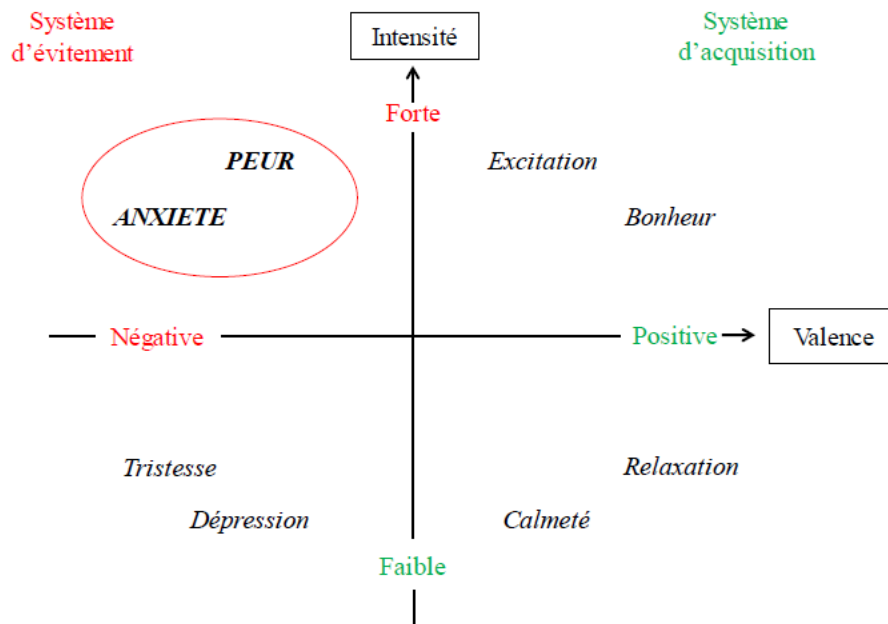 Système
d'évitement
Intensité
Système
d'acquisition
Forte
PEUR
Excitation
ANXIETE
Bonheur
Négative
Positive
Valence
Tristesse
Relaxation
Dépression
Calmeté
Faible